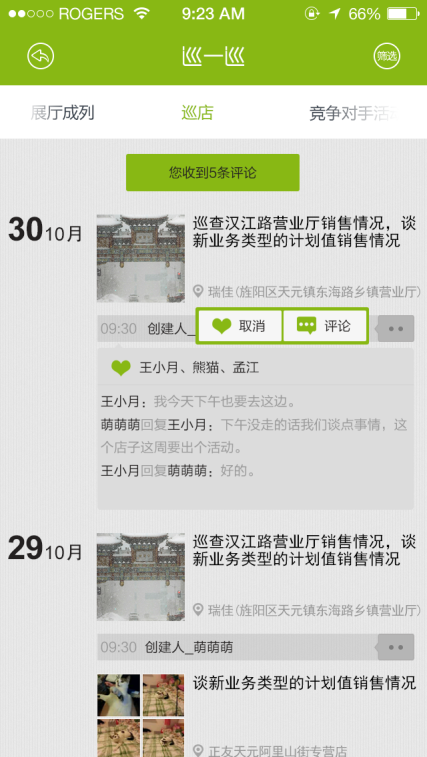 ROGERS 9:23 AM 66%
巡一巡
筛选
展厅成列 巡店 竞争对手活
您收到5条评论
30 10月
巡查汉江路营业厅销售情况，谈
新业务类型的计划值销售情况
瑞佳(旌阳区天元镇东海路乡镇营业厅)
09:30 创建人_
取消 评论
王小月、熊猫、孟江
王小月：我今天下午也要去这边。
萌萌萌回复王小月：下午没走的话我们谈点事情，这
个店子这周要出个活动。
王小月回复萌萌萌：好的。
29 10月
巡查汉江路营业厅销售情况，谈
新业务类型的计划值销售情况
瑞佳(旌阳区天元镇东海路乡镇营业厅)
09:30 创建人_萌萌萌
谈新业务类型的计划值销售情况
正友天元阿里山街专营店